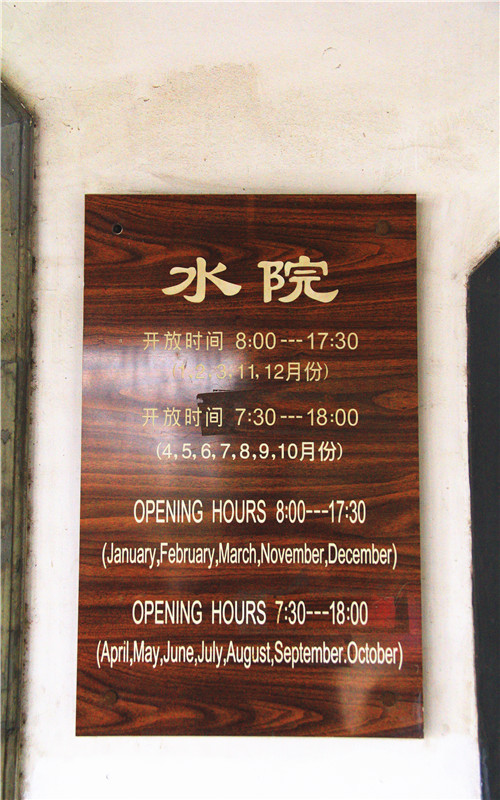 水院
开放时间 8:00---17:30
(1,2,3,11,12月份)
开放时间 7:30---18:00
(4,5,6,7,8,9,10月份)
OPENING HOURS 8:00---17:30
(January,February,March,November,December)
OPENING HOURS 7:30---18:00
(April,May,June,July,August,September.October)